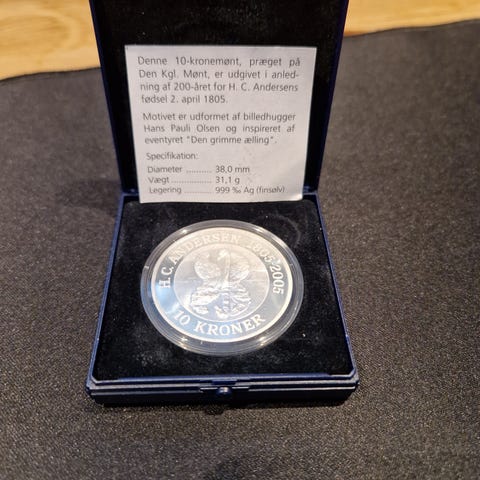 Denne 10-kronemønt, præget på
Den Kgl. Mønt, er udgivet i anled-
ning af 200-året for H. C. Andersens
fødsel 2. april 1805.
Motivet er udformet af billedhugger
Hans Pauli Olsen og inspireret af
eventyret "Den grimme ælling".
Specifikation:
Diameter .......... 38,0 mm
Vægt ............... 31,1 g
Legering ........... 999 ‰ Ag (finsølv)
H.C. ANDERSEN 1805-2005
10 KRONER